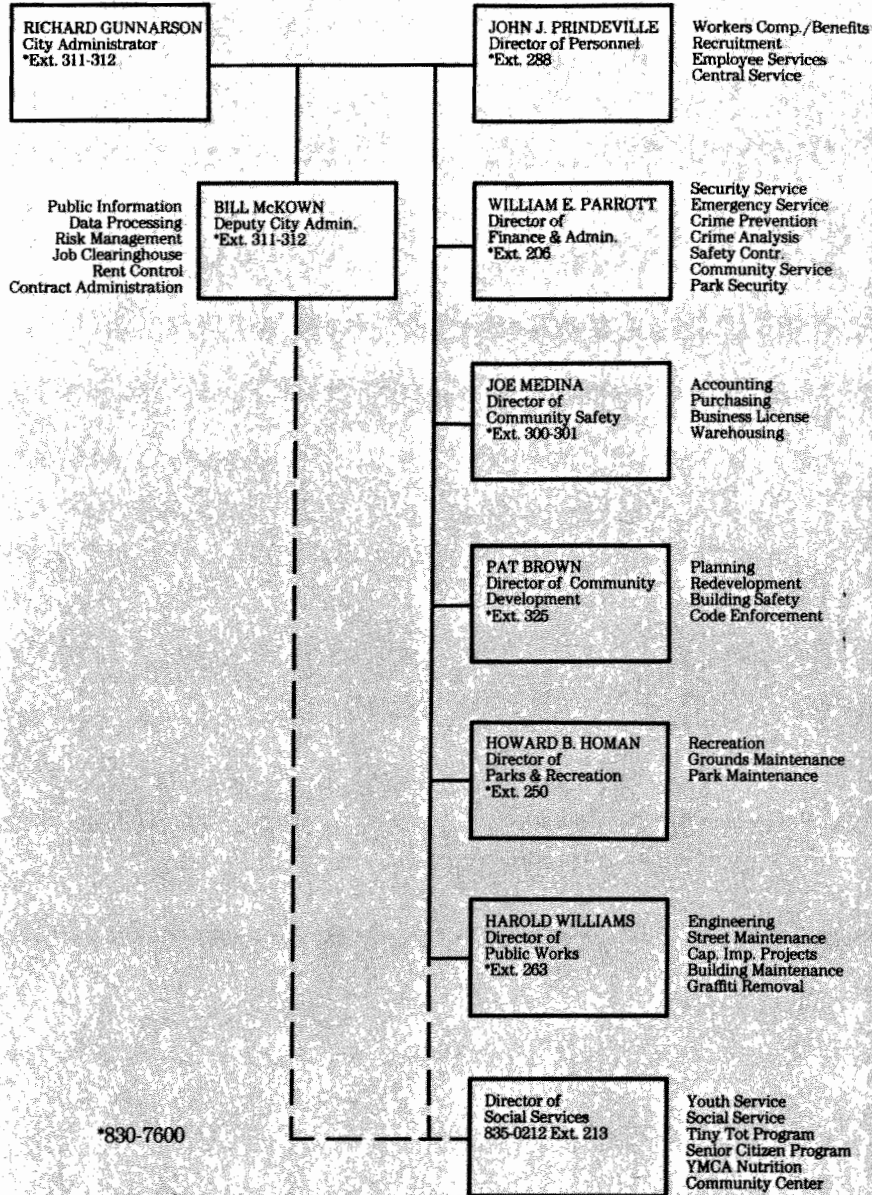 RICHARD GUNNARSON
City Administrator
*Ext. 311-312
JOHN J. PRINDEVILLE
Director of Personnel
*Ext. 288
Workers Comp./Benefits
Recruitment
Employee Services
Central Service
Public Information
Data Processing
Risk Management
Job Clearinghouse
Rent Control
Contract Administration
BILL McKOWN
Deputy City Admin.
*Ext. 311-312
WILLIAM E. PARROTT
Director of
Finance & Admin.
*Ext. 206
Security Service
Emergency Service
Crime Prevention
Crime Analysis
Safety Contr.
Community Service
Park Security
JOE MEDINA
Director of
Community Safety
*Ext. 300-301
Accounting
Purchasing
Business License
Warehousing
PAT BROWN
Director of Community
Development
*Ext. 325
Planning
Redevelopment
Building Safety
Code Enforcement
HOWARD B. HOMAN
Director of
Parks & Recreation
*Ext. 250
Recreation
Grounds Maintenance
Park Maintenance
HAROLD WILLIAMS
Director of
Public Works
*Ext. 263
Engineering
Street Maintenance
Cap. Imp. Projects
Building Maintenance
Graffiti Removal
*830-7600
Director of
Social Services
835-0212 Ext. 213
Youth Service
Social Service
Tiny Tot Program
Senior Citizen Program
YMCA Nutrition
Community Center